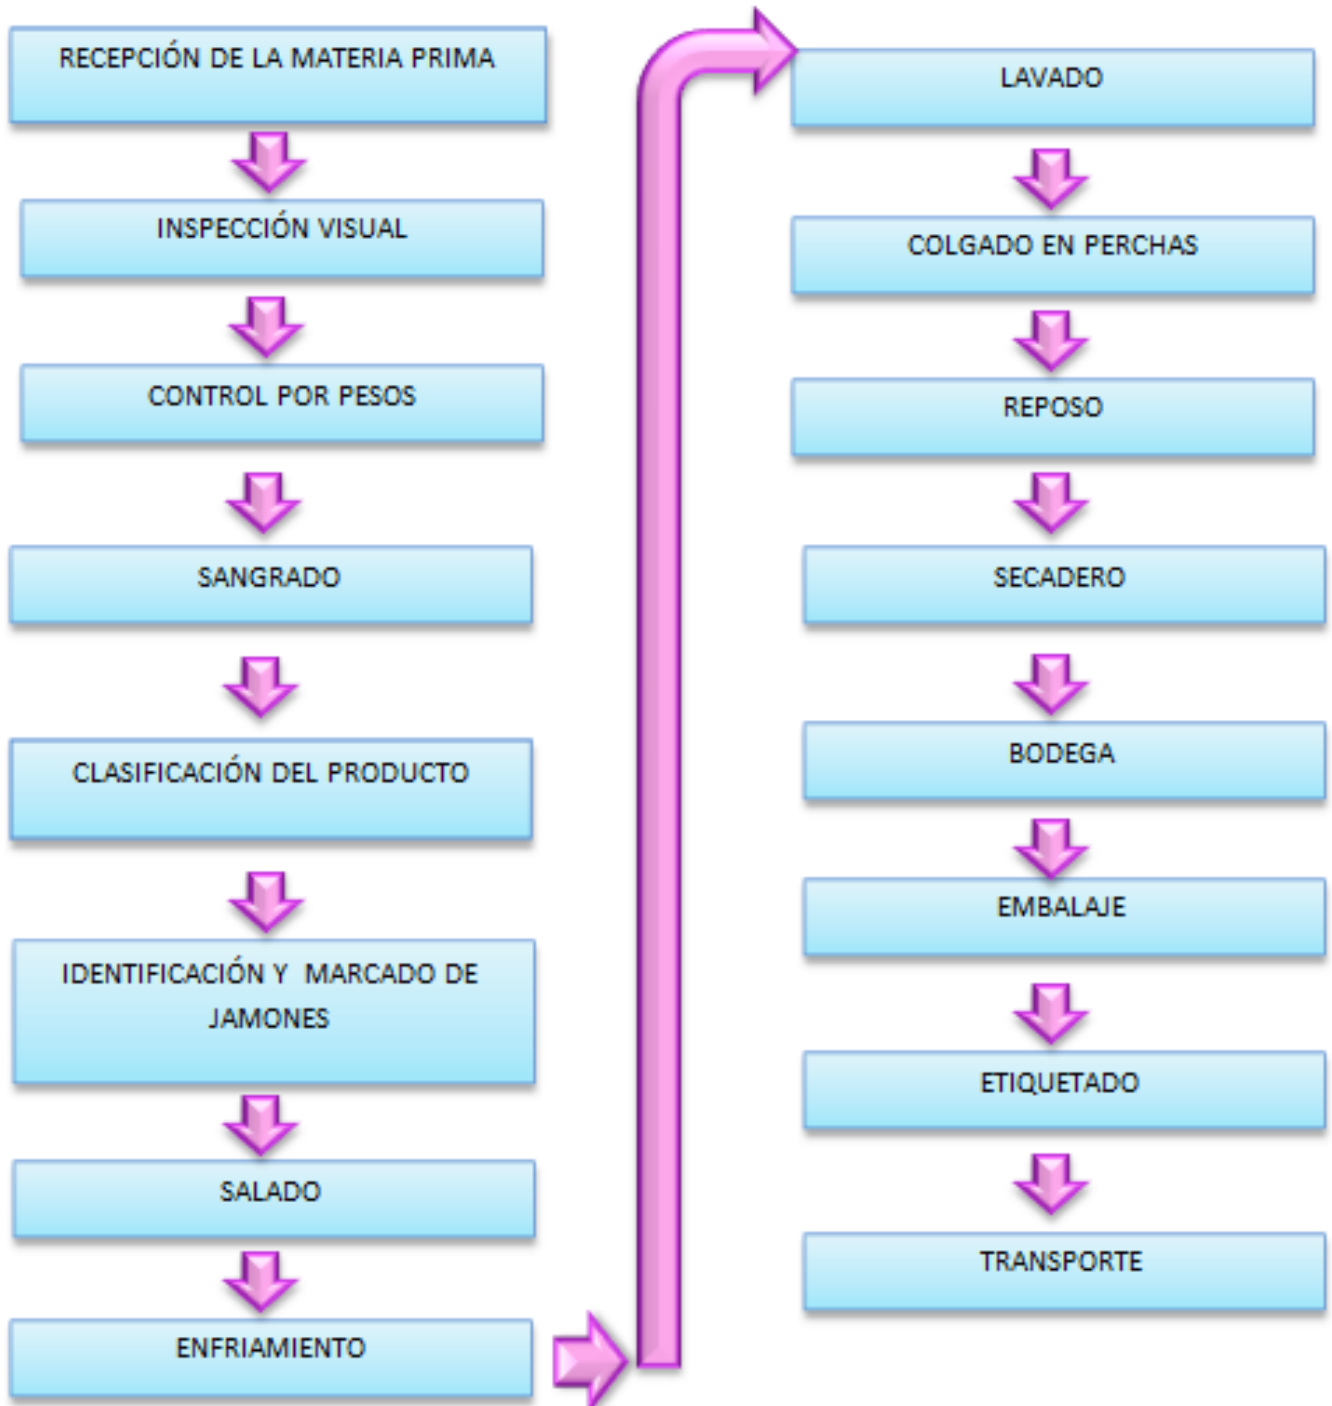 RECEPCIÓN DE LA MATERIA PRIMA
INSPECCIÓN VISUAL
CONTROL POR PESOS
SANGRADO
CLASIFICACIÓN DEL PRODUCTO
IDENTIFICACIÓN Y MARCADO DE
JAMONES
SALADO
ENFRIAMIENTO
LAVADO
COLGADO EN PERCHAS
REPOSO
SECADERO
BODEGA
EMBALAJE
ETIQUETADO
TRANSPORTE